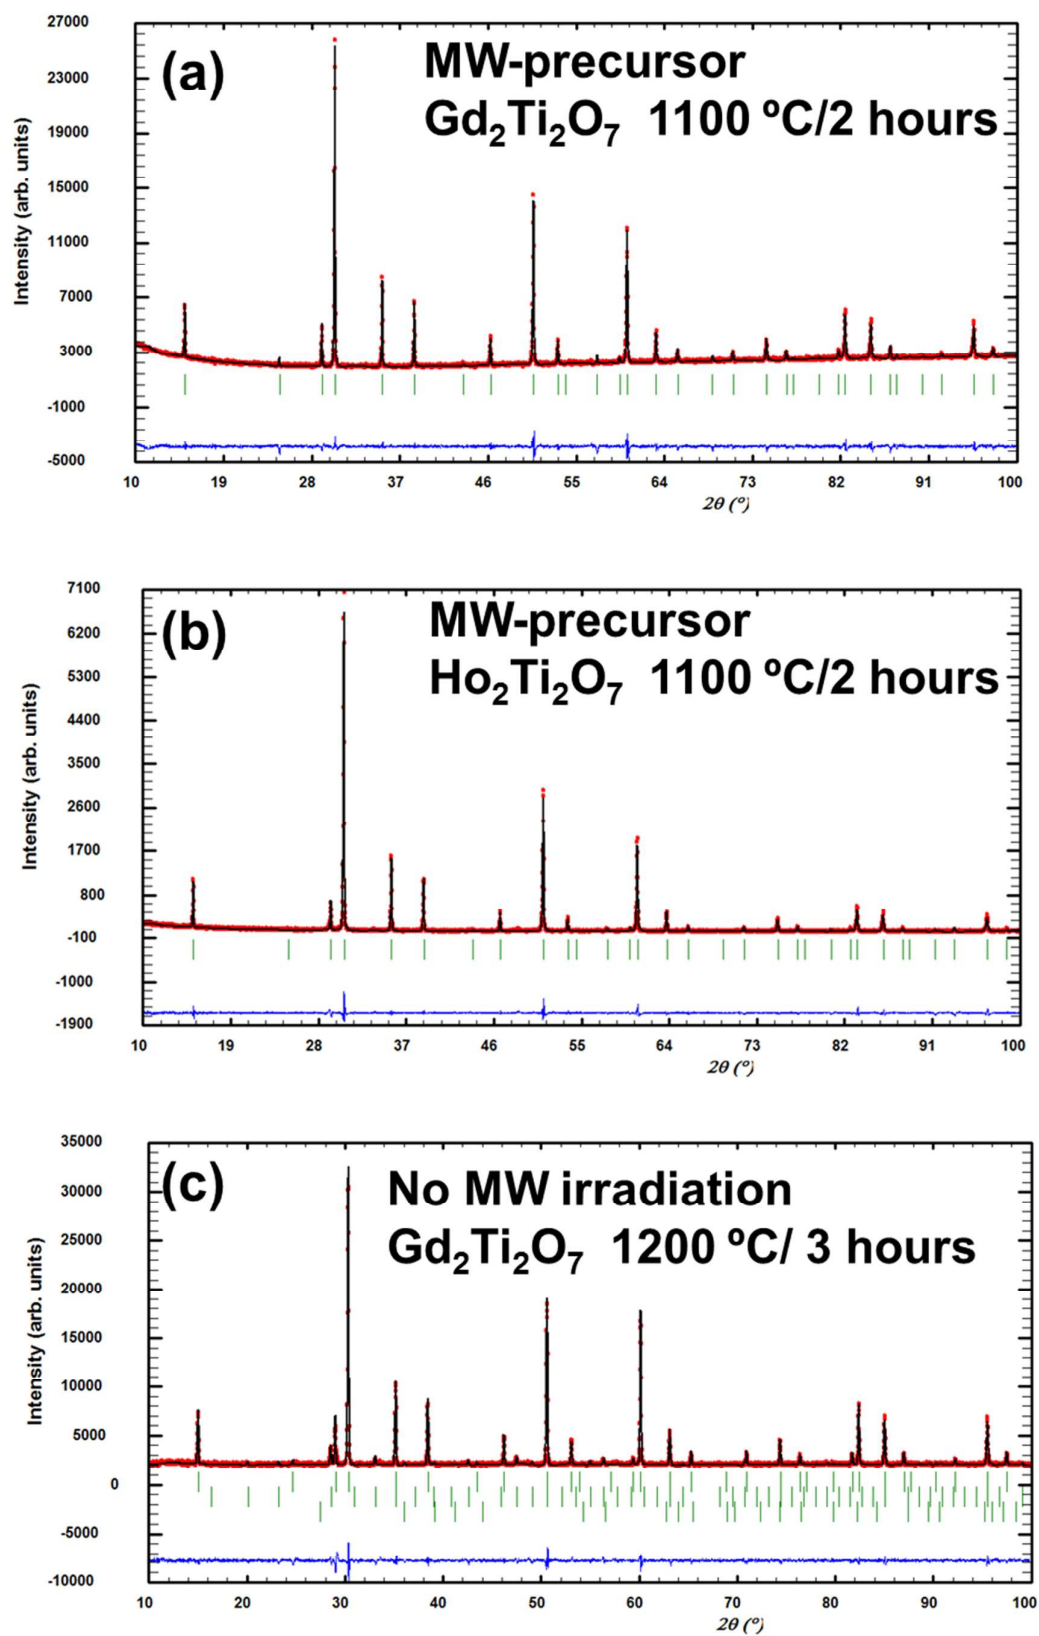 (a)
MW-precursor
Gd₂Ti₂O₇ 1100 ºC/2 hours
Intensity (arb. units)
27000
23000
19000
15000
11000
7000
3000
-1000
-5000
10 19 28 37 46 55 64 73 82 91 100
2θ (º)
(b)
MW-precursor
Ho₂Ti₂O₇ 1100 ºC/2 hours
Intensity (arb. units)
7100
6200
5300
4400
3500
2600
1700
800
-100
-1000
-1900
10 19 28 37 46 55 64 73 82 91 100
2θ (º)
(c)
No MW irradiation
Gd₂Ti₂O₇ 1200 ºC/ 3 hours
Intensity (arb. units)
35000
30000
25000
20000
15000
10000
5000
0
-5000
-10000
10 20 30 40 50 60 70 80 90 100
2θ (º)